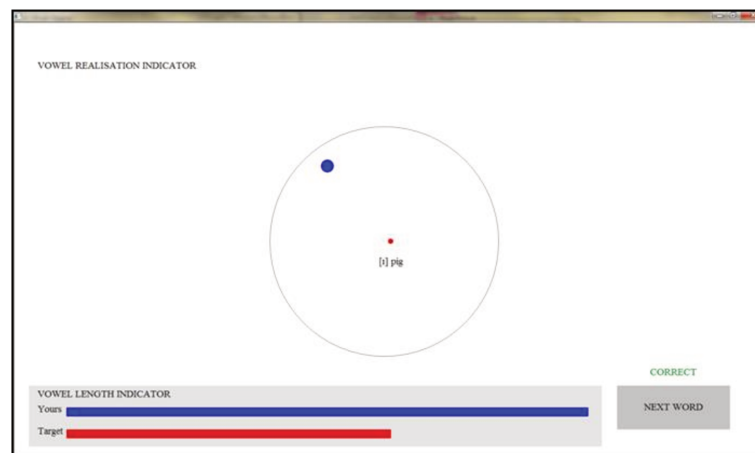 VOWEL REALISATION INDICATOR
[ɪ] pig
CORRECT
VOWEL LENGTH INDICATOR
Yours
NEXT WORD
Target